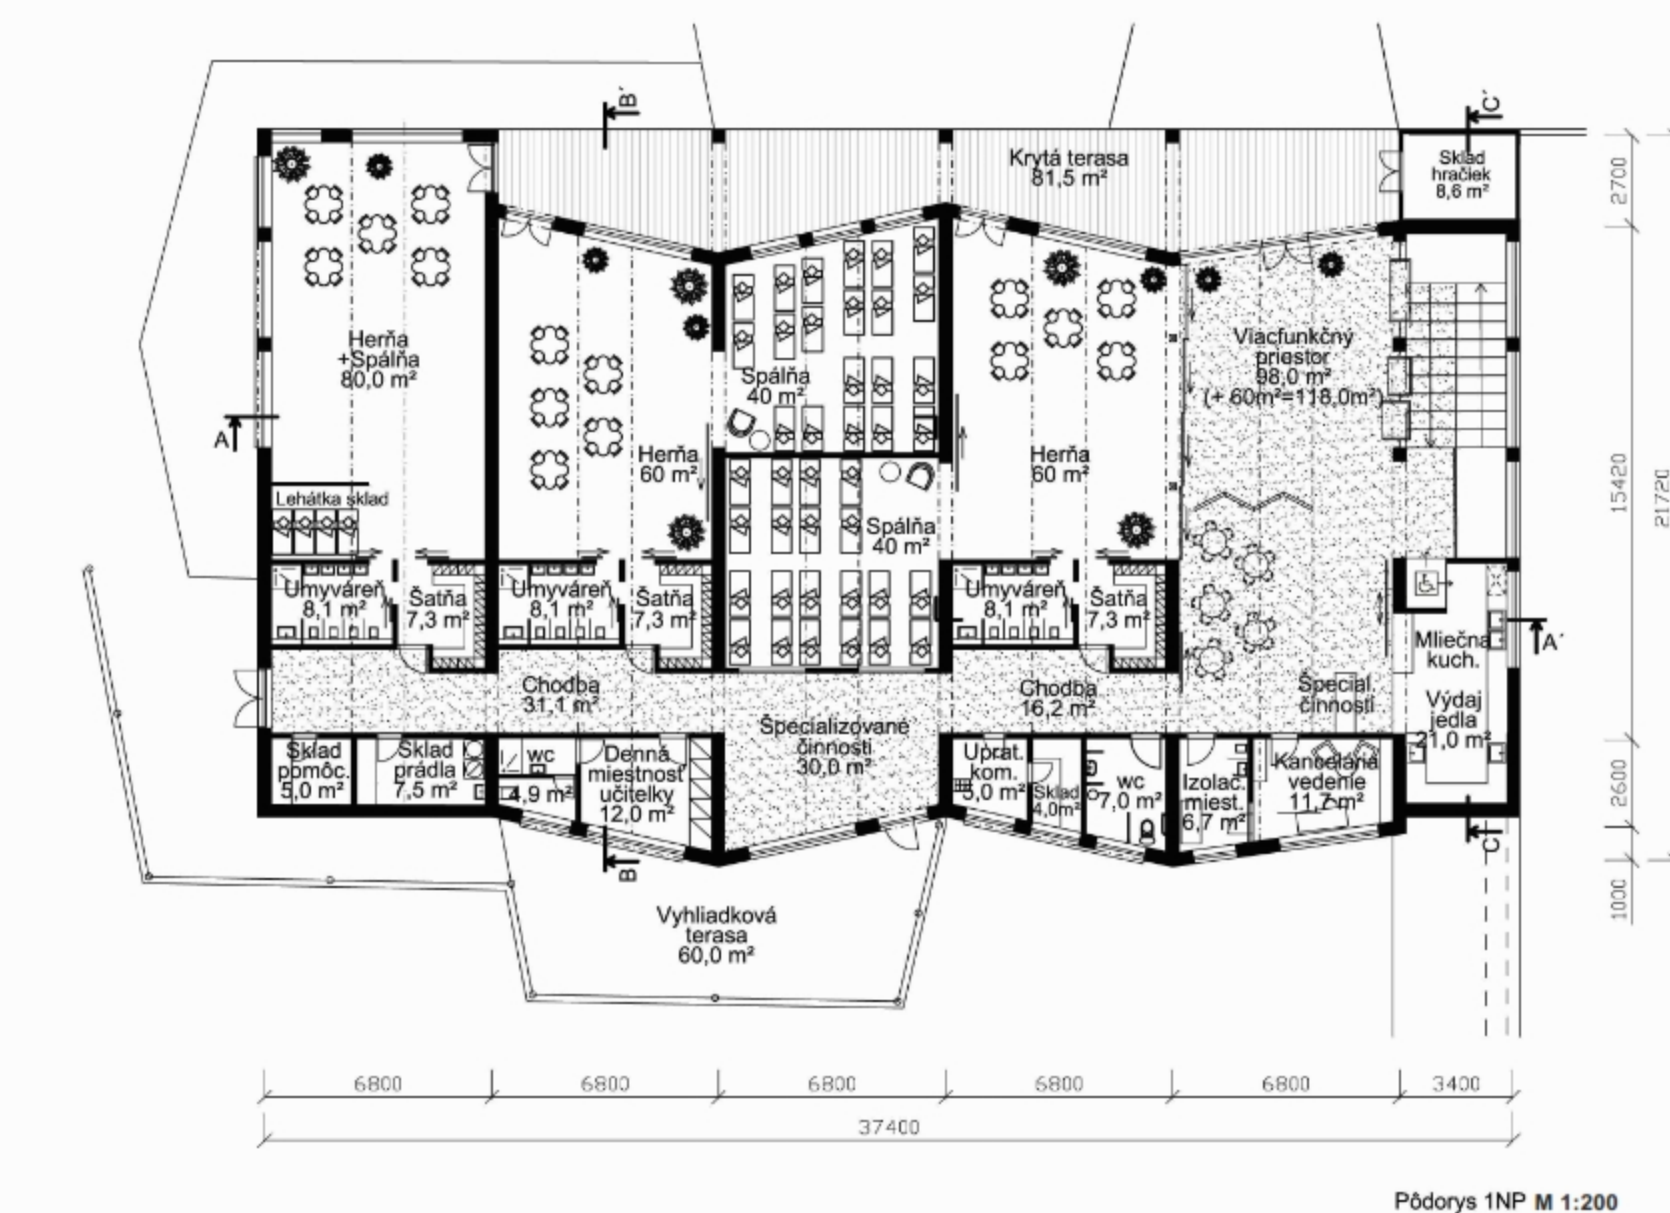 B´
C´
Krytá terasa
81,5 m²
Sklad
hračiek
8,6 m²
2700
Herňa
+Spálňa
80,0 m²
Spálňa
40 m²
Viacfunkčný
priestor
98,0 m²
(+ 60m²=118,0m²)
A
Herňa
60 m²
Herňa
60 m²
15420
21720
Lehátka sklad
Spálňa
40 m²
Umyváreň
8,1 m²
Šatňa
7,3 m²
Umyváreň
8,1 m²
Šatňa
7,3 m²
Umyváreň
8,1 m²
Šatňa
7,3 m²
Mliečna
kuch.
A´
Chodba
31,1 m²
Chodba
16,2 m²
Špecial
činnosti
Výdaj
jedla
21,0 m²
Špecializované
činnosti
30,0 m²
Sklad
pomôc.
5,0 m²
Sklad
prádla
7,5 m²
wc
4,9 m²
Denná
miestnosť
učitelky
12,0 m²
Uprat.
kom.
5,0 m²
Sklad
4,0m²
wc
7,0 m²
Izolač.
miest.
6,7 m²
Kancelária
vedenie
11,7 m²
2600
B
C
1000
Vyhliadková
terasa
60,0 m²
6800
6800
6800
6800
6800
3400
37400
Pôdorys 1NP M 1:200